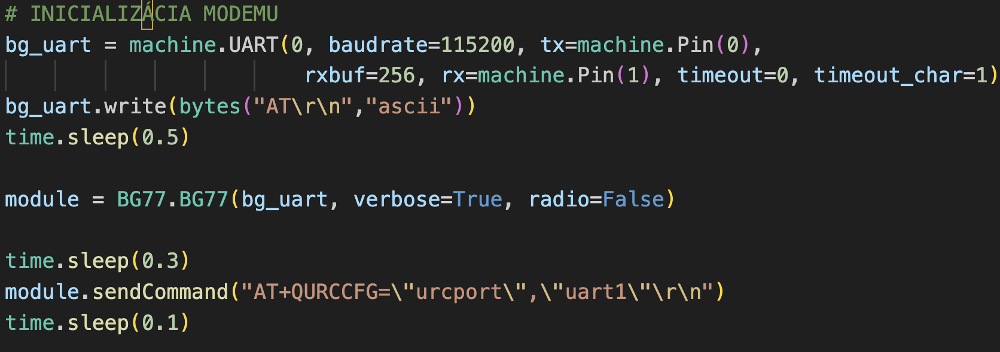 # INICIALIZÁCIA MODEMU
bg_uart = machine.UART(0, baudrate=115200, tx=machine.Pin(0),
rxbuf=256, rx=machine.Pin(1), timeout=0, timeout_char=1)
bg_uart.write(bytes("AT\r\n","ascii"))
time.sleep(0.5)
module = BG77.BG77(bg_uart, verbose=True, radio=False)
time.sleep(0.3)
module.sendCommand("AT+QURCCFG=\"urcport\",\"uart1\"\r\n")
time.sleep(0.1)